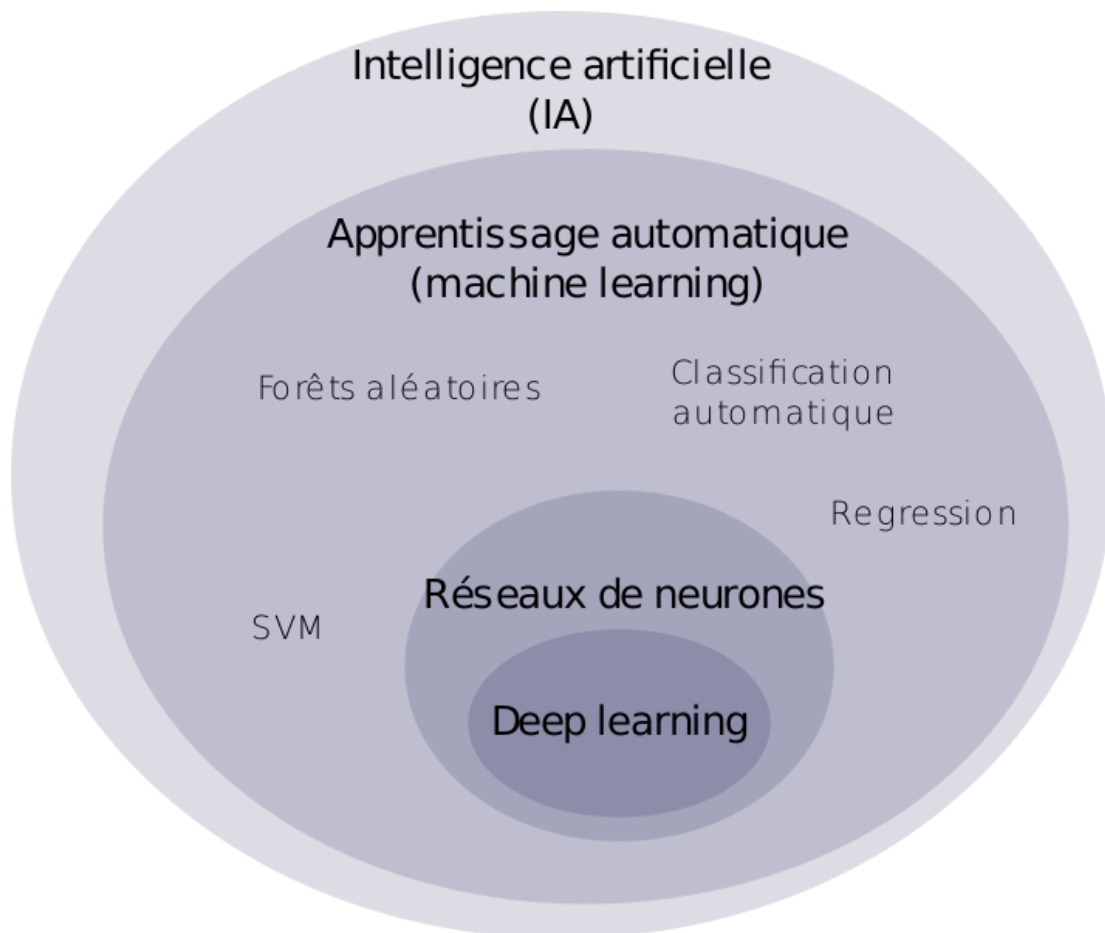 Intelligence artificielle
(IA)
Apprentissage automatique
(machine learning)
Forêts aléatoires
Classification
automatique
Regression
Réseaux de neurones
SVM
Deep learning